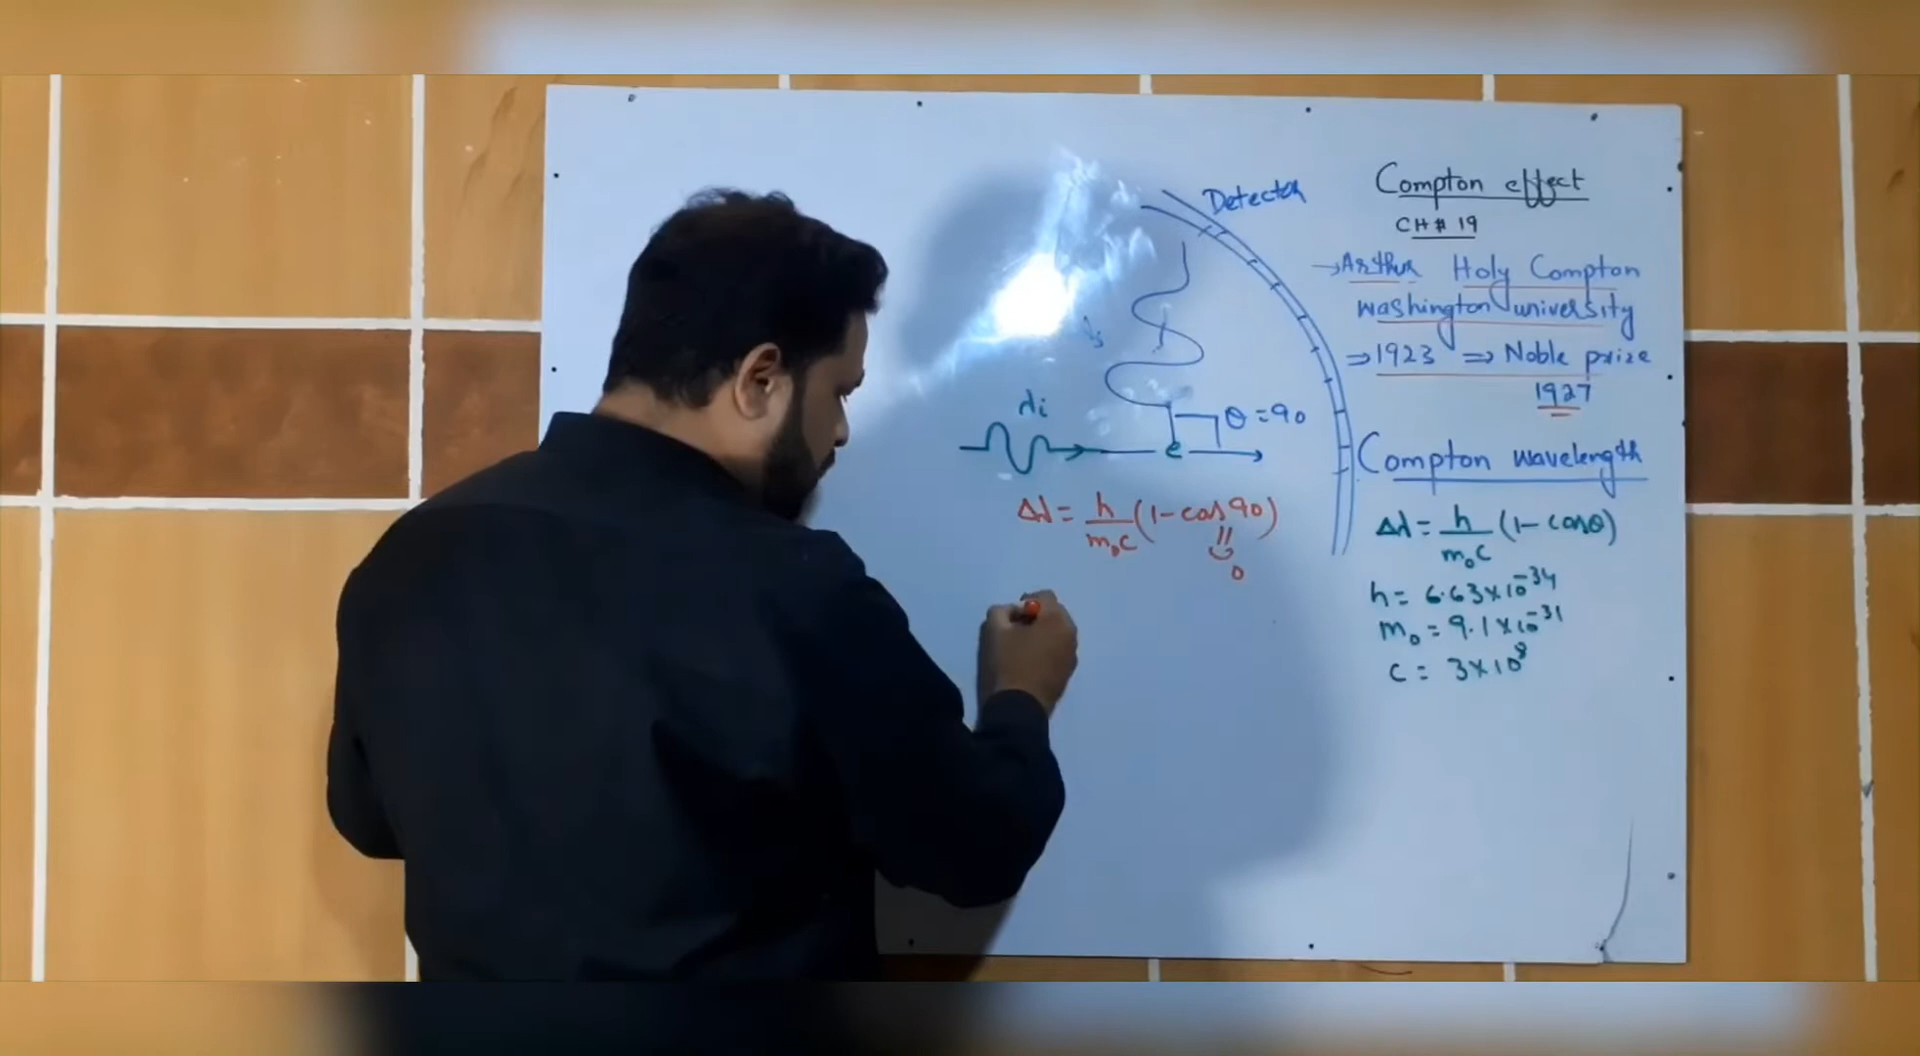 Detector
λs
λi
θ = 90
e
Δλ = h/m₀c (1 - cos 90)
0
Compton effect
CH # 19
→ Arthur Holy Compton
Washington university
⇒ 1923 ⇒ Noble prize
1927
Compton wavelength
Δλ = h/m₀c (1 - cosθ)
h = 6.63 × 10⁻³⁴
m₀ = 9.1 × 10⁻³¹
c = 3 × 10⁸